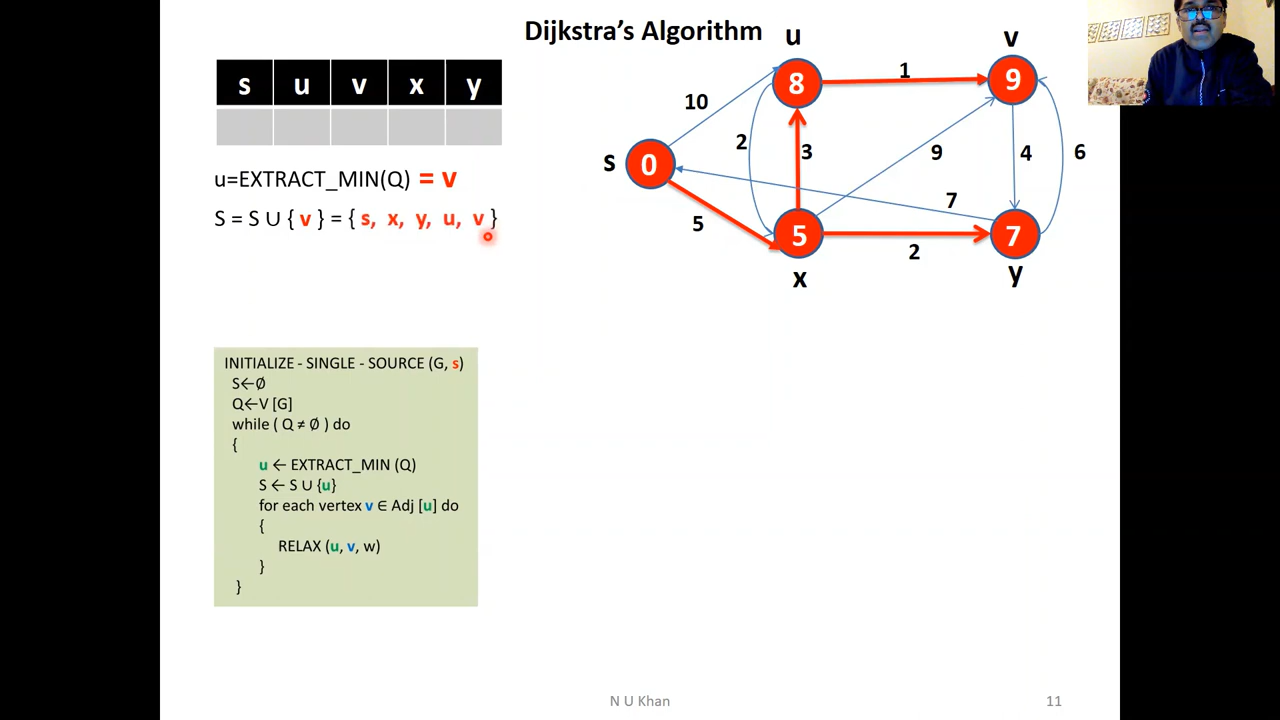 Dijkstra's Algorithm
s u v x y
u=EXTRACT_MIN(Q) = v
S = S ∪ { v } = { s, x, y, u, v }
u
v
8
1
9
10
2
3
9
4
6
s
0
7
5
5
2
7
x
y
INITIALIZE - SINGLE - SOURCE (G, s)
S←Ø
Q←V [G]
while ( Q ≠ Ø ) do
{
u ← EXTRACT_MIN (Q)
S ← S ∪ {u}
for each vertex v ∈ Adj [u] do
{
RELAX (u, v, w)
}
}
N U Khan
11